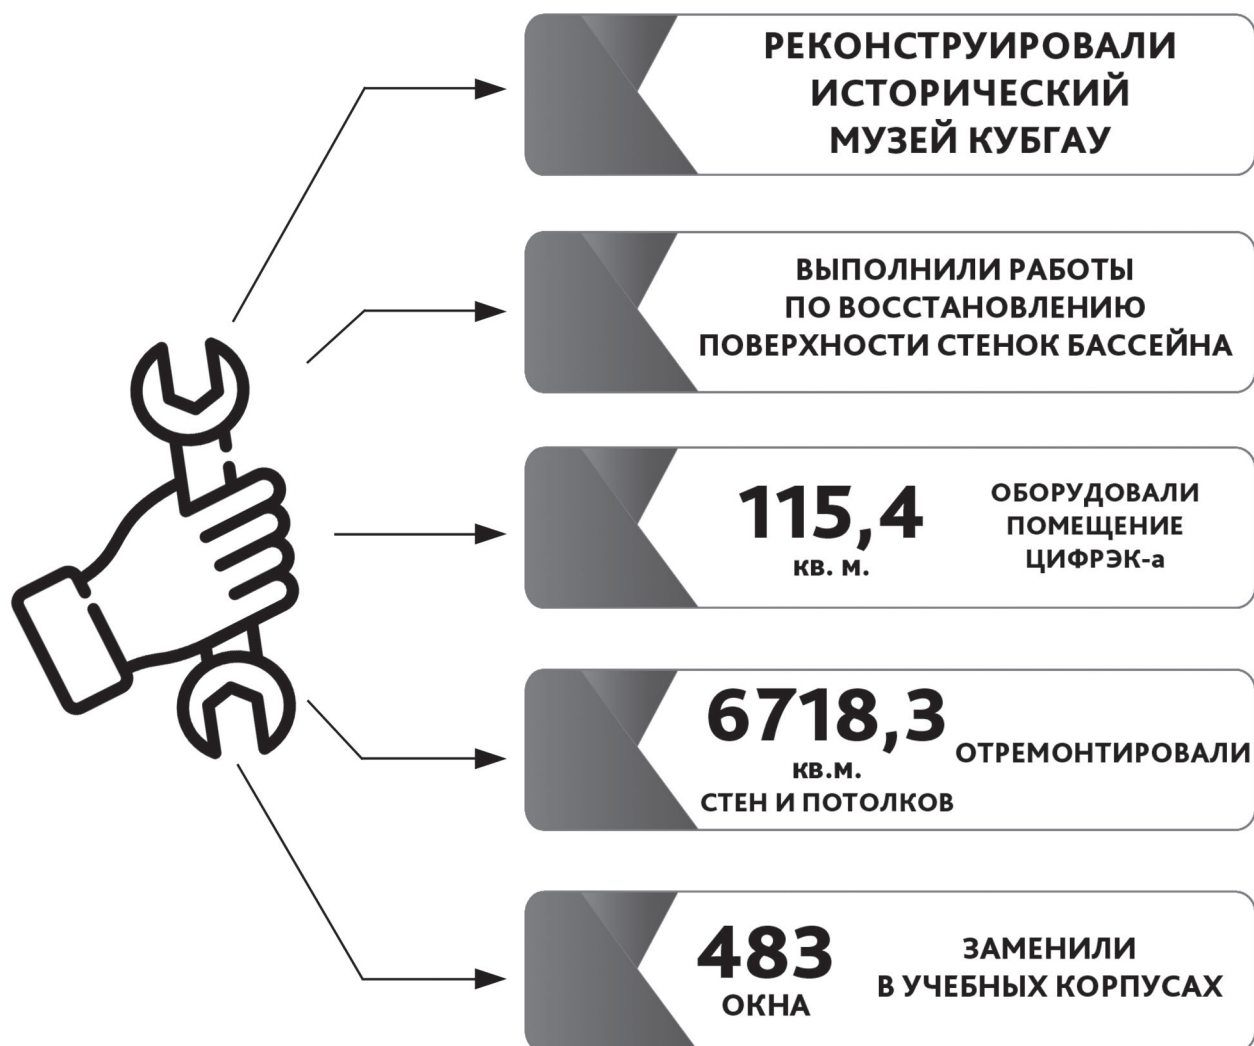 РЕКОНСТРУИРОВАЛИ
ИСТОРИЧЕСКИЙ
МУЗЕЙ КУБГАУ
ВЫПОЛНИЛИ РАБОТЫ
ПО ВОССТАНОВЛЕНИЮ
ПОВЕРХНОСТИ СТЕНОК БАССЕЙНА
115,4
КВ. М.
ОБОРУДОВАЛИ
ПОМЕЩЕНИЕ
ЦИФРЭК-а
6718,3
КВ.М.
СТЕН И ПОТОЛКОВ
ОТРЕМОНТИРОВАЛИ
483
ОКНА
ЗАМЕНИЛИ
В УЧЕБНЫХ КОРПУСАХ